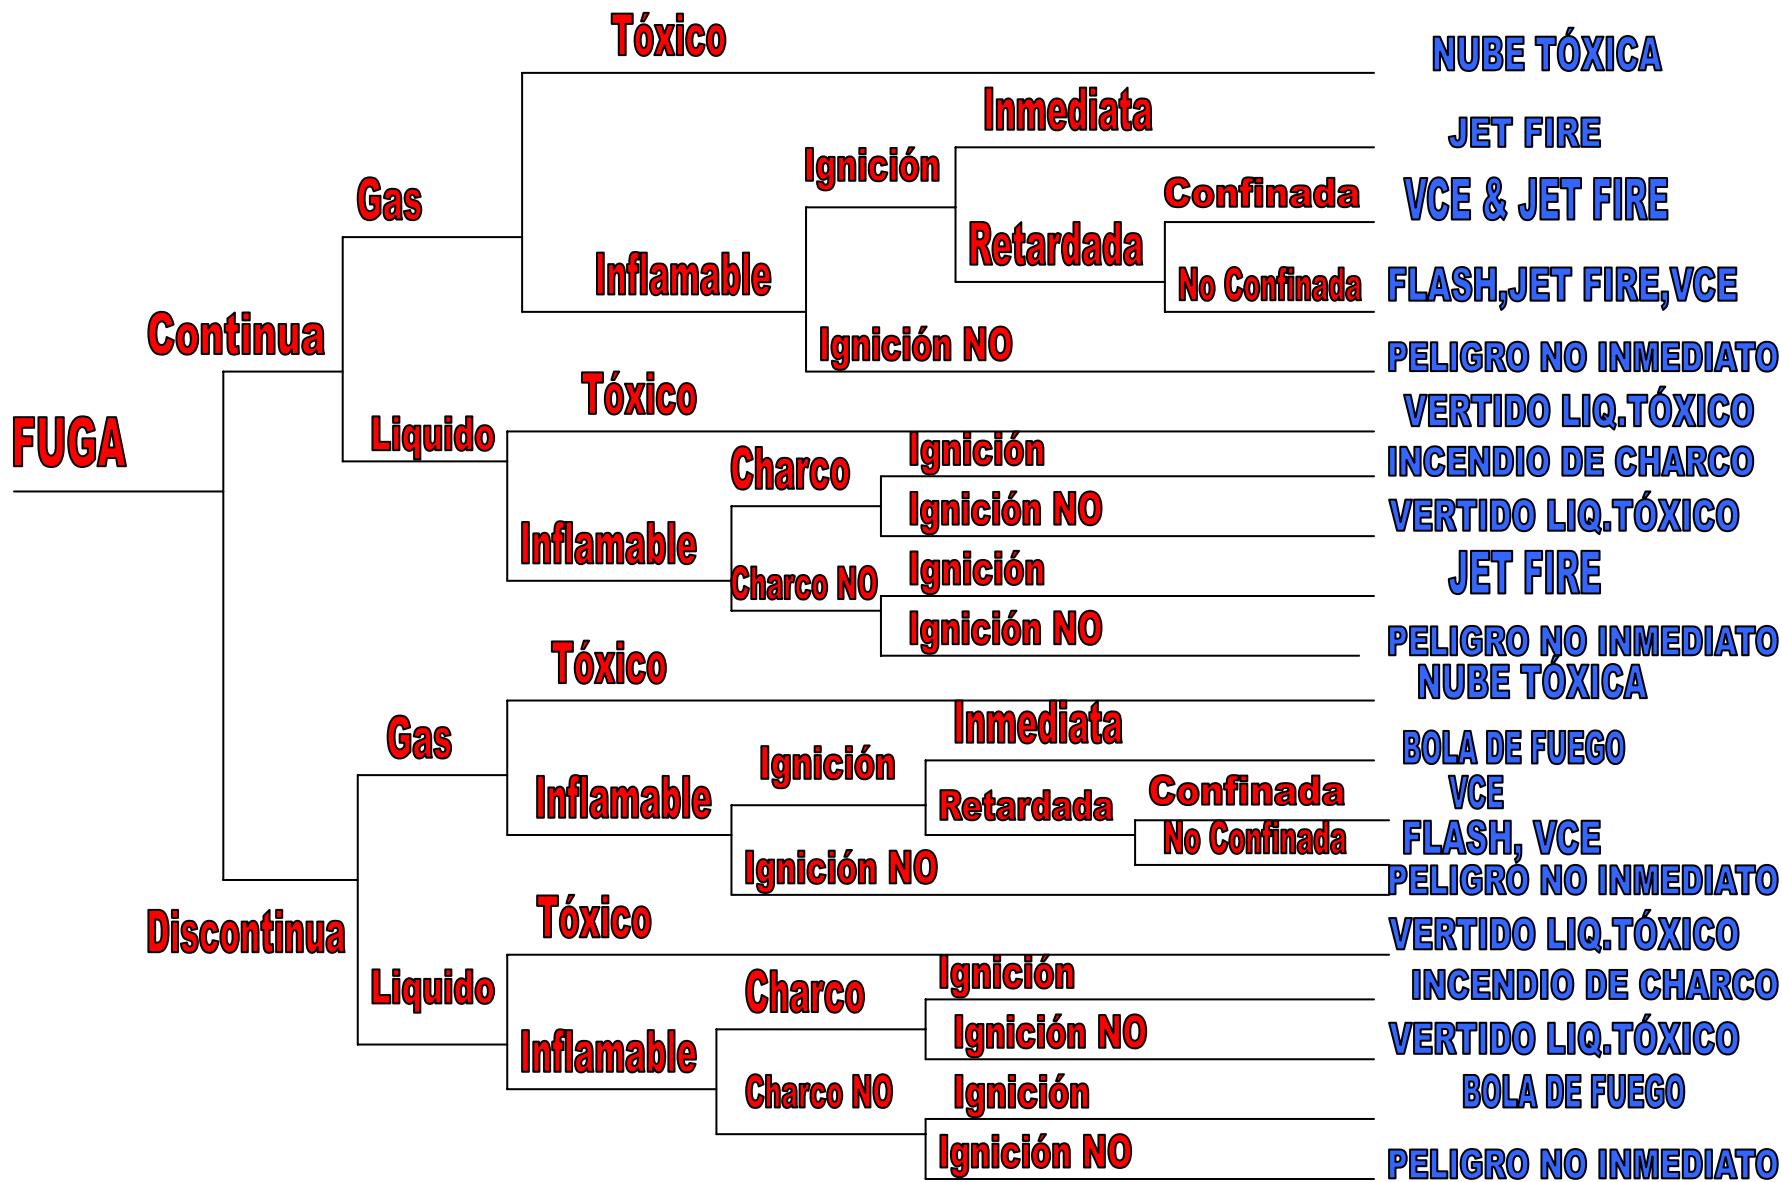 Tóxico
NUBE TÓXICA
Inmediata
JET FIRE
Ignición
Confinada
VCE & JET FIRE
Gas
Retardada
Inflamable
No Confinada
FLASH,JET FIRE,VCE
Continua
Ignición NO
PELIGRO NO INMEDIATO
Tóxico
VERTIDO LIQ.TÓXICO
FUGA
Liquido
Ignición
INCENDIO DE CHARCO
Charco
Ignición NO
VERTIDO LIQ.TÓXICO
Inflamable
Ignición
JET FIRE
Charco NO
Ignición NO
PELIGRO NO INMEDIATO
Tóxico
NUBE TÓXICA
Inmediata
Gas
BOLA DE FUEGO
Ignición
Confinada
VCE
Inflamable
Retardada
No Confinada
FLASH, VCE
Ignición NO
PELIGRO NO INMEDIATO
Tóxico
VERTIDO LIQ.TÓXICO
Discontinua
Ignición
INCENDIO DE CHARCO
Liquido
Charco
Ignición NO
VERTIDO LIQ.TÓXICO
Inflamable
Charco NO
Ignición
BOLA DE FUEGO
Ignición NO
PELIGRO NO INMEDIATO